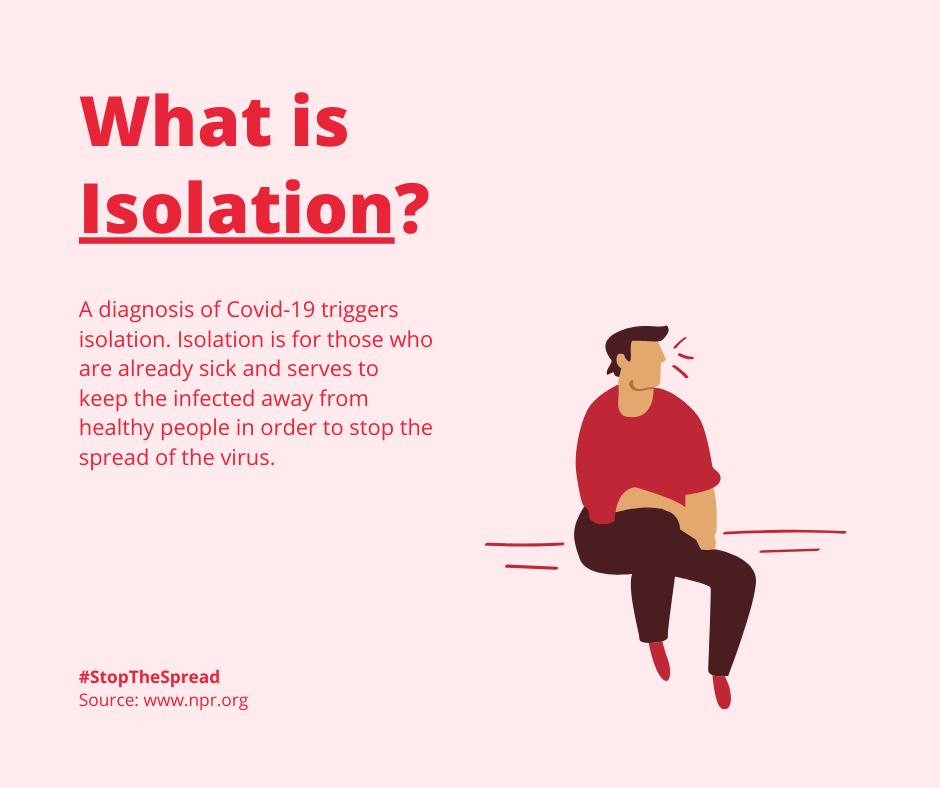 What is
Isolation?
A diagnosis of Covid-19 triggers
isolation. Isolation is for those who
are already sick and serves to
keep the infected away from
healthy people in order to stop the
spread of the virus.
#StopTheSpread
Source: www.npr.org